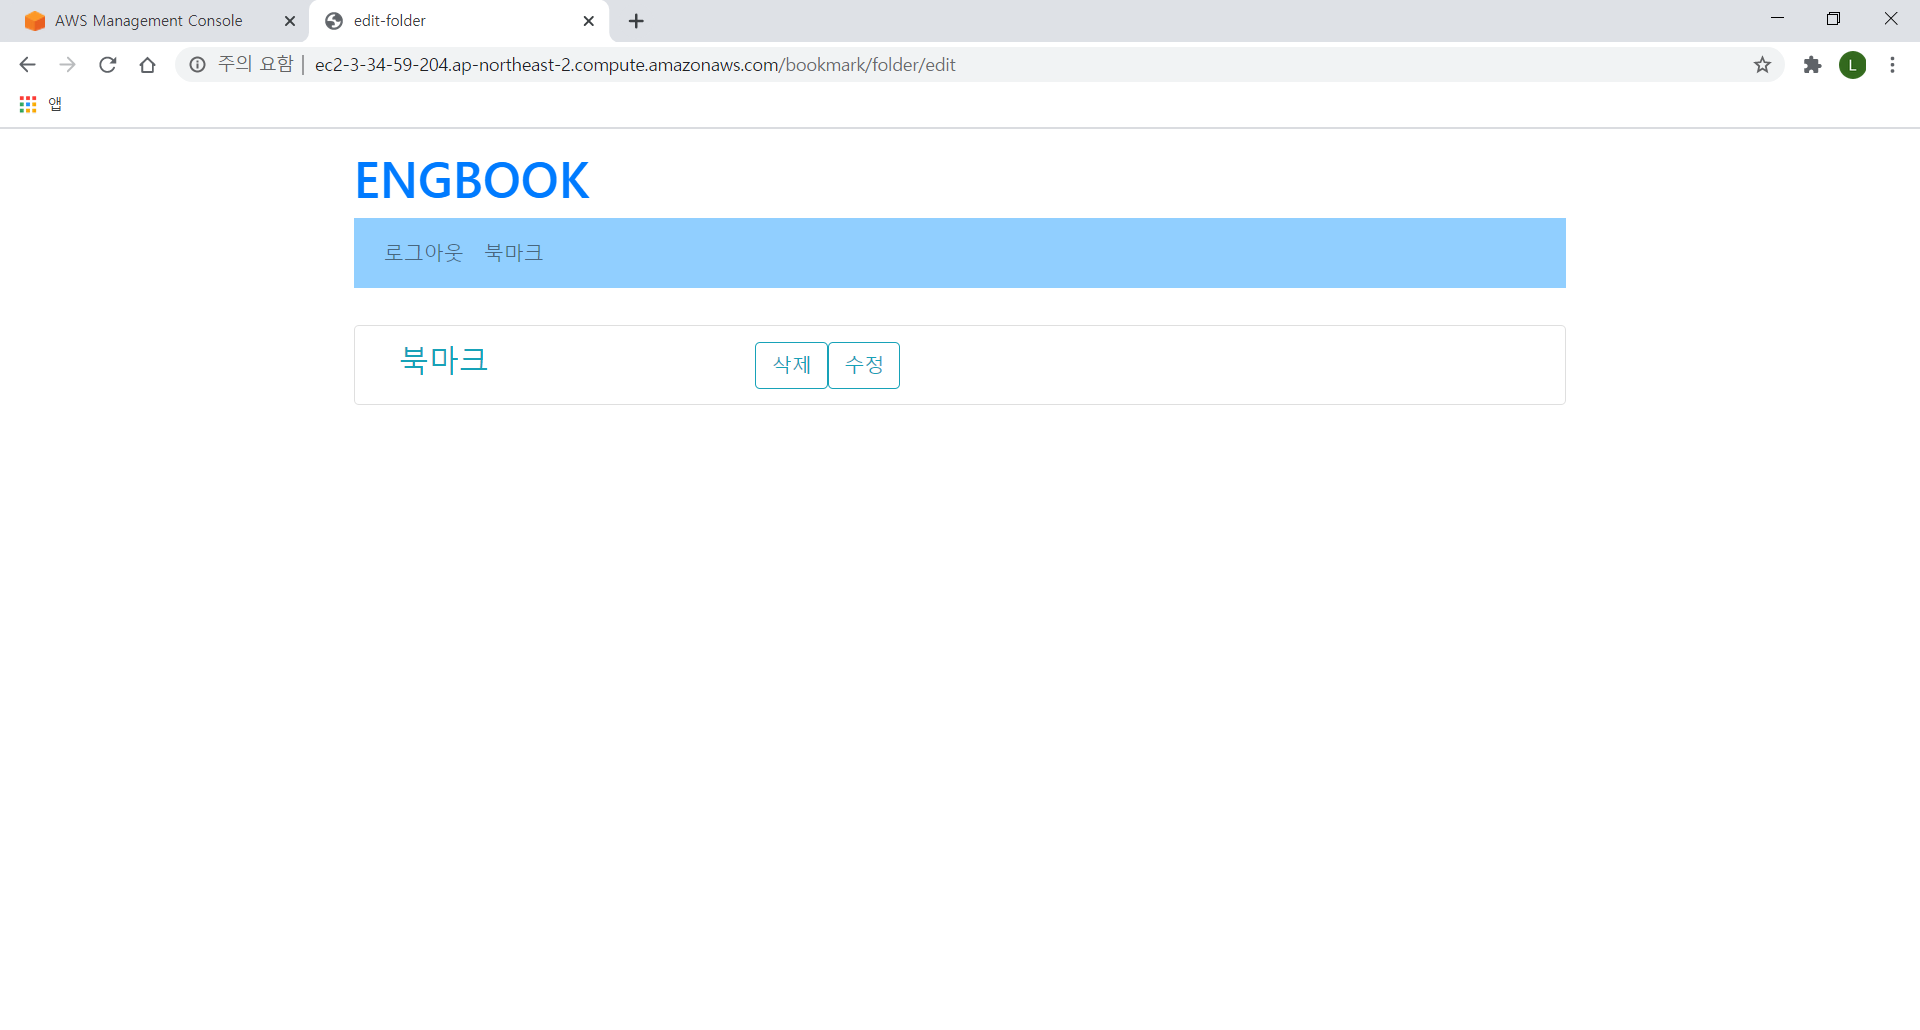 AWS Management Console
edit-folder
주의 요함 | ec2-3-34-59-204.ap-northeast-2.compute.amazonaws.com/bookmark/folder/edit
L
앱
ENGBOOK
로그아웃 북마크
북마크 삭제 수정